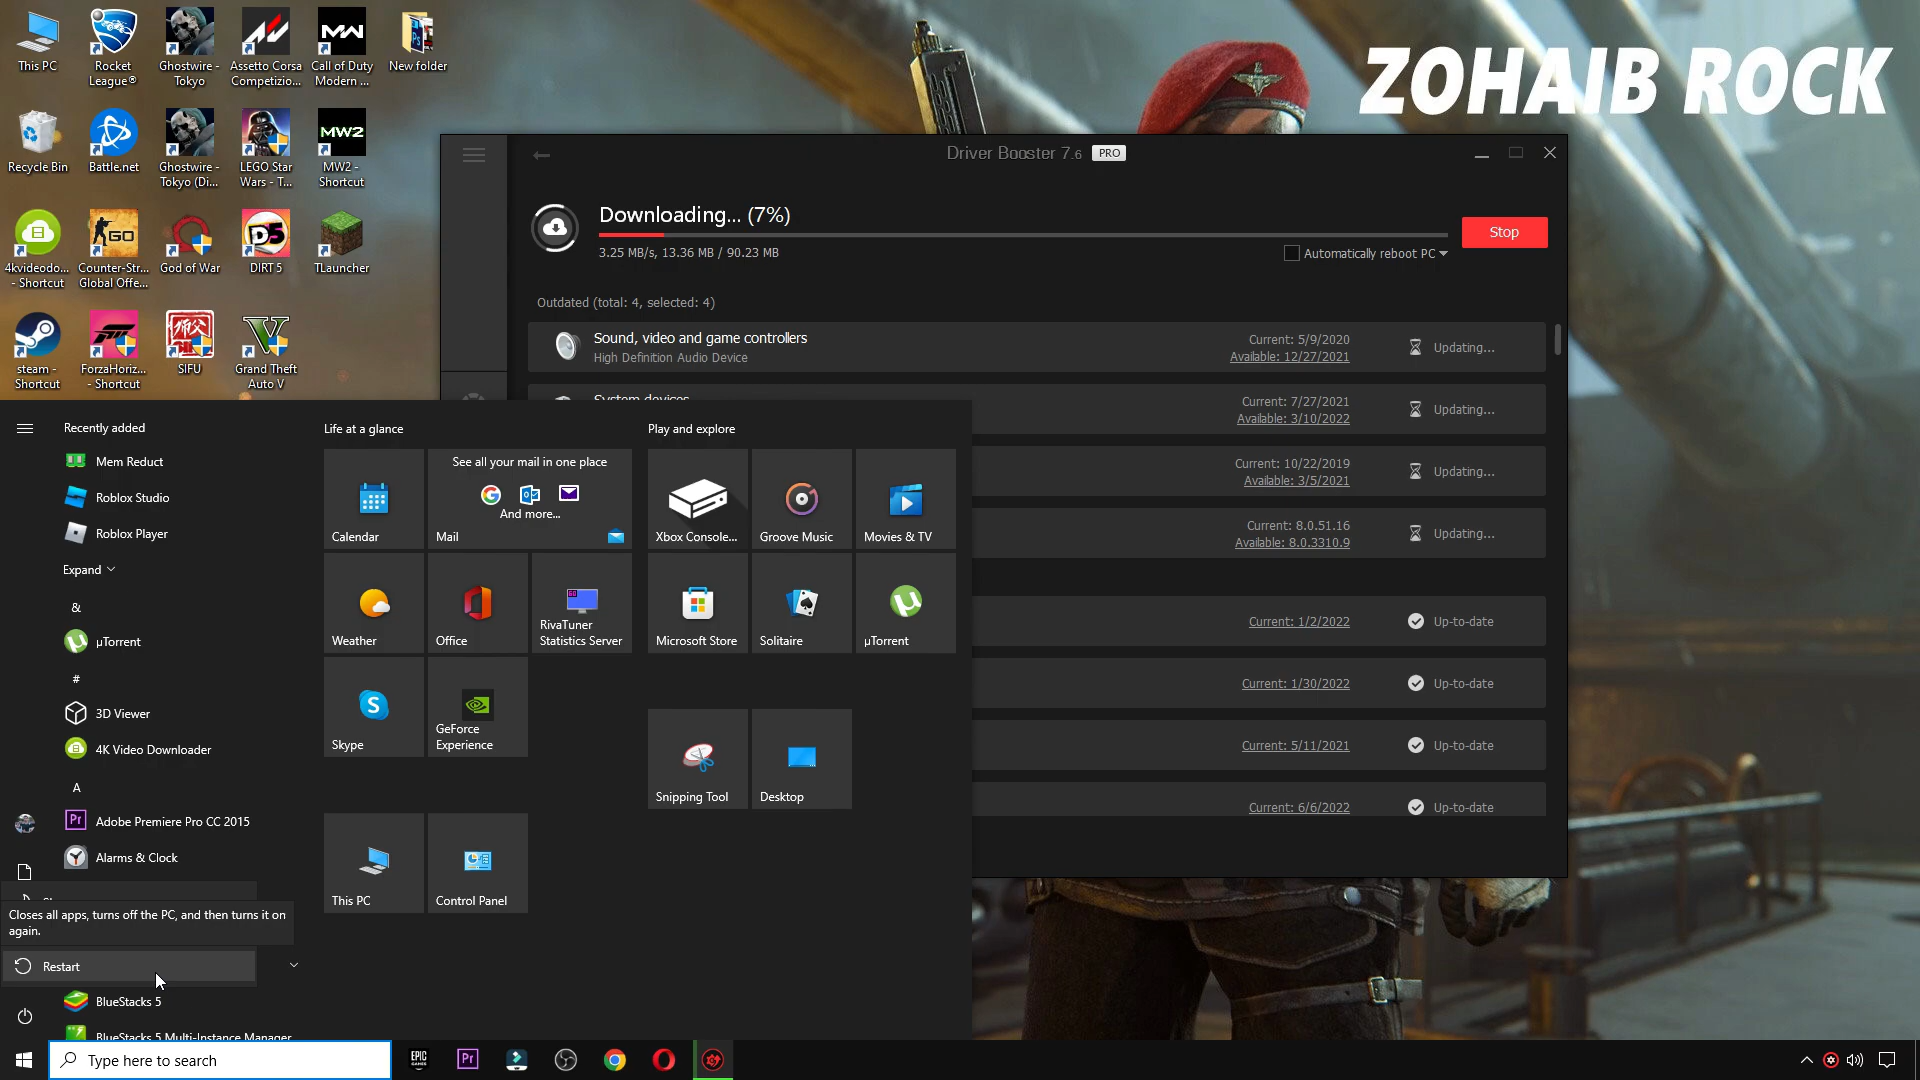 This PC
Rocket
League®
Ghostwire -
Tokyo
Assetto Corsa
Competizio...
Call of Duty
Modern ...
New folder
ZOHAIB ROCK
Recycle Bin
Battle.net
Ghostwire -
Tokyo (Di...
LEGO Star
Wars - T...
MW2
MW2 -
Shortcut
4kvideodo...
- Shortcut
GO
Counter-Str...
Global Offe...
God of War
D5
DIRT 5
TLauncher
steam -
Shortcut
ForzaHoriz...
- Shortcut
师父
SIFU
Grand Theft
Auto V
Driver Booster 7.6 PRO
Downloading... (7%)
3.25 MB/s, 13.36 MB / 90.23 MB
Stop
Automatically reboot PC
Outdated (total: 4, selected: 4)
Sound, video and game controllers
High Definition Audio Device
Current: 5/9/2020
Available: 12/27/2021
Updating...
System devices
Current: 7/27/2021
Available: 3/10/2022
Updating...
Current: 10/22/2019
Available: 3/5/2021
Updating...
Current: 8.0.51.16
Available: 8.0.3310.9
Updating...
Current: 1/2/2022
Up-to-date
Current: 1/30/2022
Up-to-date
Current: 5/11/2021
Up-to-date
Current: 6/6/2022
Up-to-date
Recently added
Mem Reduct
Roblox Studio
Roblox Player
Expand
&
µTorrent
#
3D Viewer
4K Video Downloader
A
Pr Adobe Premiere Pro CC 2015
Alarms & Clock
Closes all apps, turns off the PC, and then turns it on
again.
Restart
BlueStacks 5
BlueStacks 5 Multi-Instance Manager
Life at a glance
Calendar
See all your mail in one place
And more...
Mail
Weather
Office
RivaTuner
Statistics Server
Skype
GeForce
Experience
This PC
Control Panel
Play and explore
Xbox Console...
Groove Music
Movies & TV
Microsoft Store
Solitaire
µTorrent
Snipping Tool
Desktop
Type here to search
EPIC
GAMES
Pr